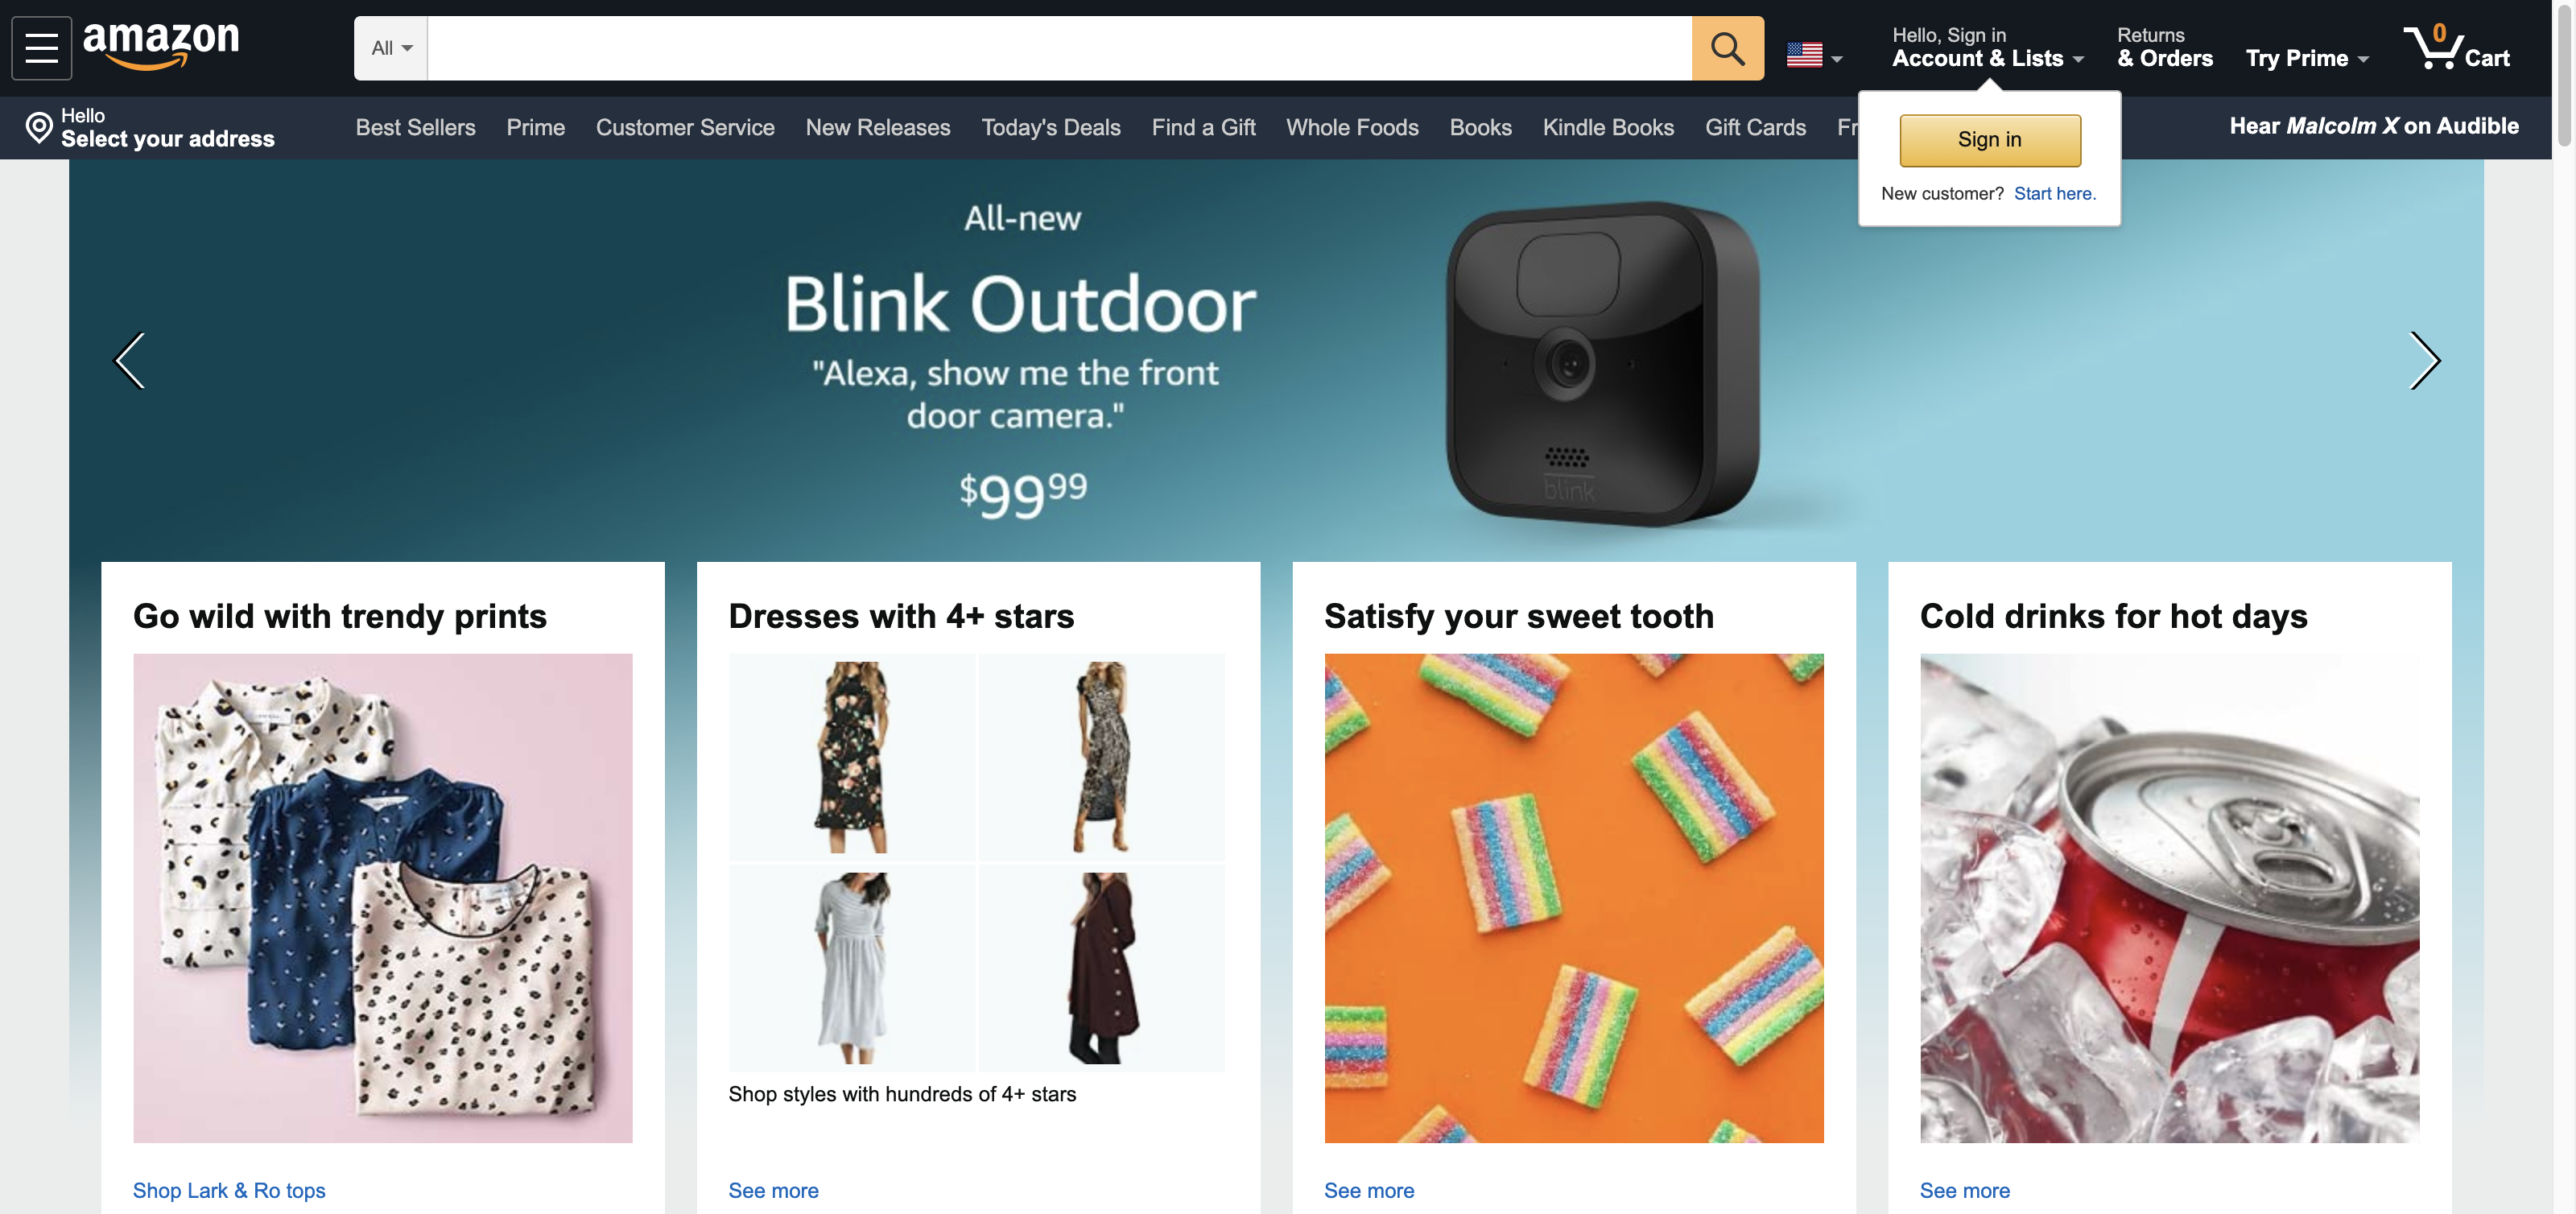 amazon
All
Hello, Sign in
Account & Lists
Returns
& Orders
Try Prime
0
Cart
Hello
Select your address
Best Sellers Prime Customer Service New Releases Today's Deals Find a Gift Whole Foods Books Kindle Books Gift Cards Fr
Hear Malcolm X on Audible
Sign in
New customer? Start here.
All-new
Blink Outdoor
"Alexa, show me the front
door camera."
$99 99
blink
Go wild with trendy prints
Shop Lark & Ro tops
Dresses with 4+ stars
Shop styles with hundreds of 4+ stars
See more
Satisfy your sweet tooth
See more
Cold drinks for hot days
See more